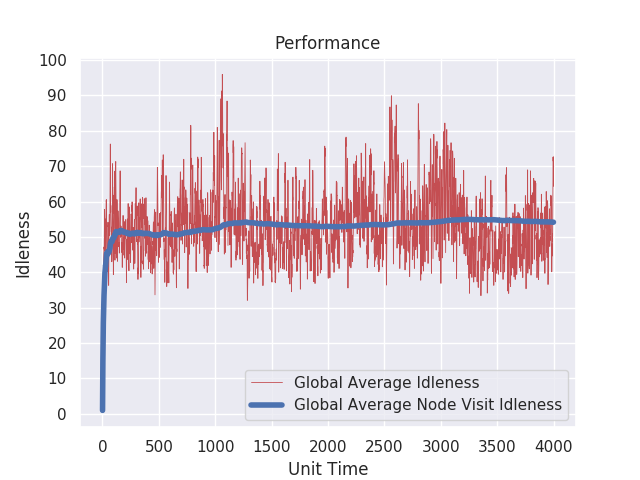 Performance
100
90
80
70
60
50
40
30
20
10
0
Idleness
Global Average Idleness
Global Average Node Visit Idleness
0 500 1000 1500 2000 2500 3000 3500 4000
Unit Time